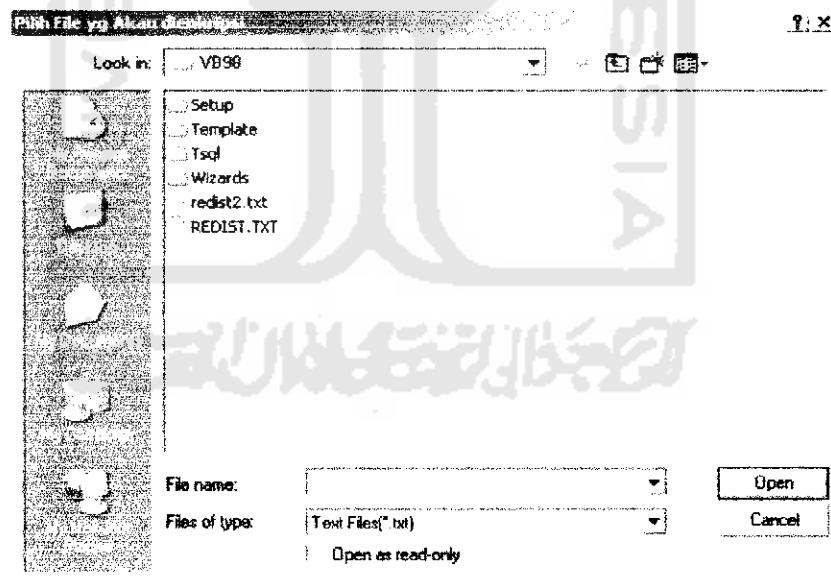 Pilih File yg Akan
Look in: VB98
Setup
Template
Tsql
Wizards
redist2.txt
REDIST.TXT
File name:
Open
Files of type: Text Files(*.txt)
Cancel
Open as read-only
ESIA